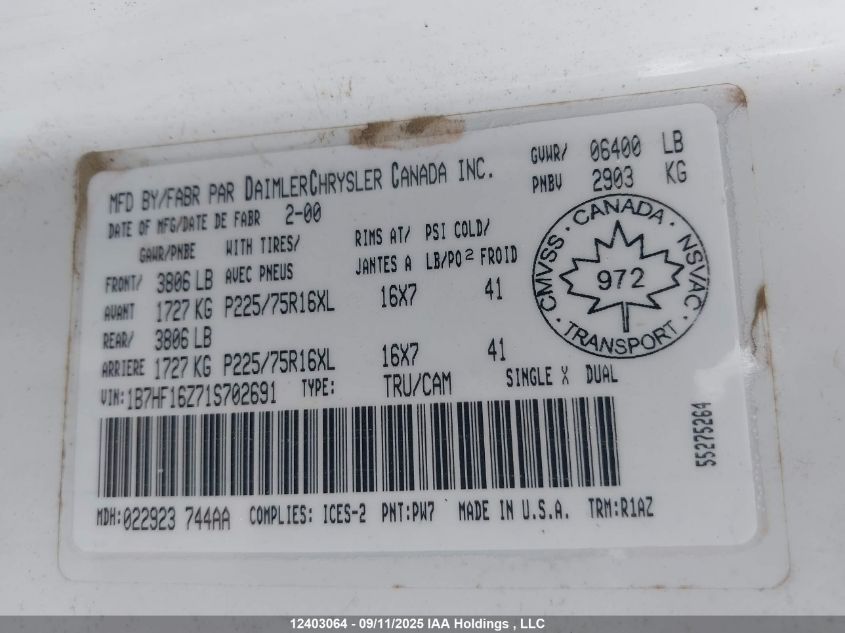 MFD BY/FABR PAR DAIMLERCHRYSLER CANADA INC.
GVWR/ 06400 LB
PNBV 2903 KG
DATE OF MFG/DATE DE FABR 2-00
GAWR/PNBE WITH TIRES/ RIMS AT/ PSI COLD/
AVEC PNEUS JANTES A LB/PO² FROID
FRONT/ 3806 LB
AVANT 1727 KG P225/75R16XL 16X7 41
REAR/ 3806 LB
ARRIERE 1727 KG P225/75R16XL 16X7 41
CMVSS · CANADA · NSVAC · TRANSPORT ·
972
VIN: 1B7HF16Z71S702691 TYPE: TRU/CAM SINGLE X DUAL
55275264
MDH: 022923 744AA COMPLIES: ICES-2 PNT: PW7 MADE IN U.S.A. TRM: R1AZ
12403064 - 09/11/2025 IAA Holdings , LLC